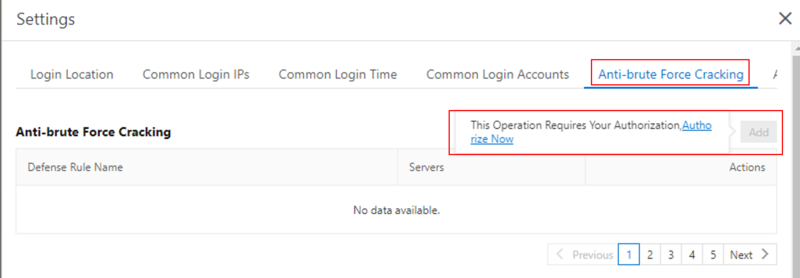 Settings
Login Location Common Login IPs Common Login Time Common Login Accounts Anti-brute Force Cracking A
This Operation Requires Your Authorization,Autho
rize Now
Add
Anti-brute Force Cracking
Defense Rule Name Servers Actions
No data available.
Previous 1 2 3 4 5 Next